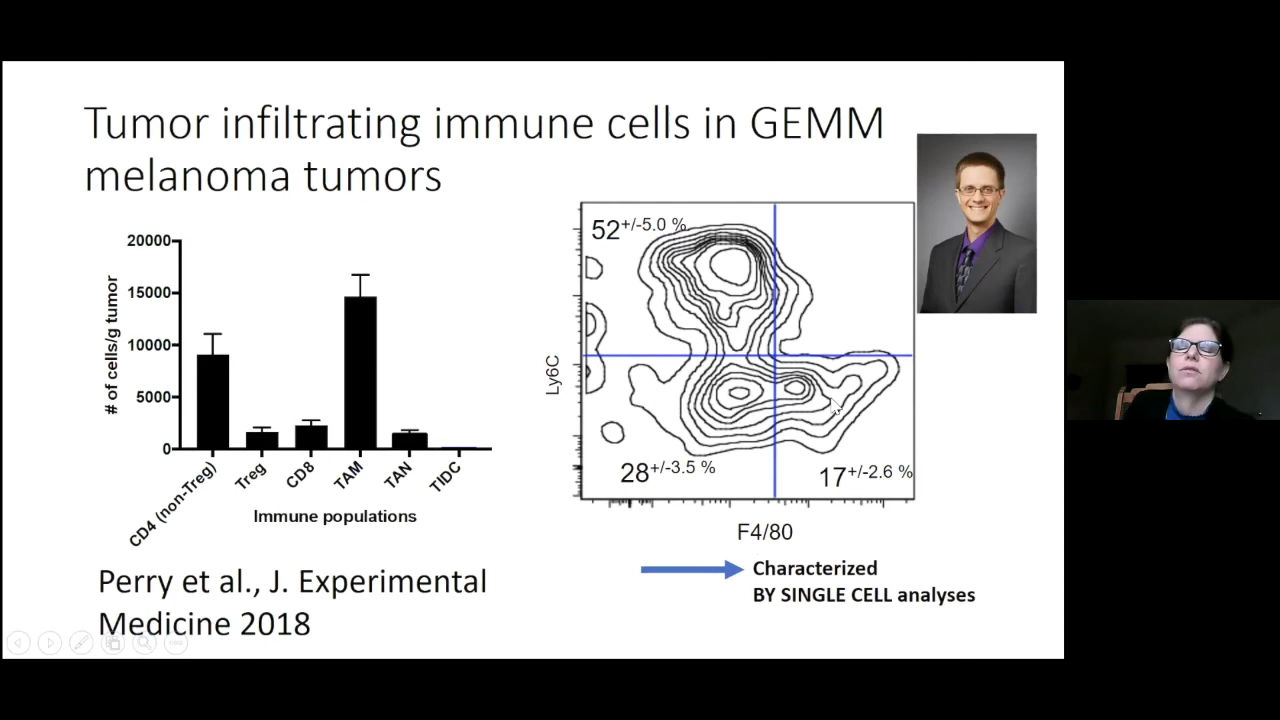 Tumor infiltrating immune cells in GEMM
melanoma tumors
20000
15000
10000
5000
0
# of cells/g tumor
CD4 (non-Treg)
Treg
CD8
TAM
TAN
TIDC
Immune populations
52+/-5.0 %
28+/-3.5 %
17+/-2.6 %
Ly6C
F4/80
Characterized
BY SINGLE CELL analyses
Perry et al., J. Experimental
Medicine 2018